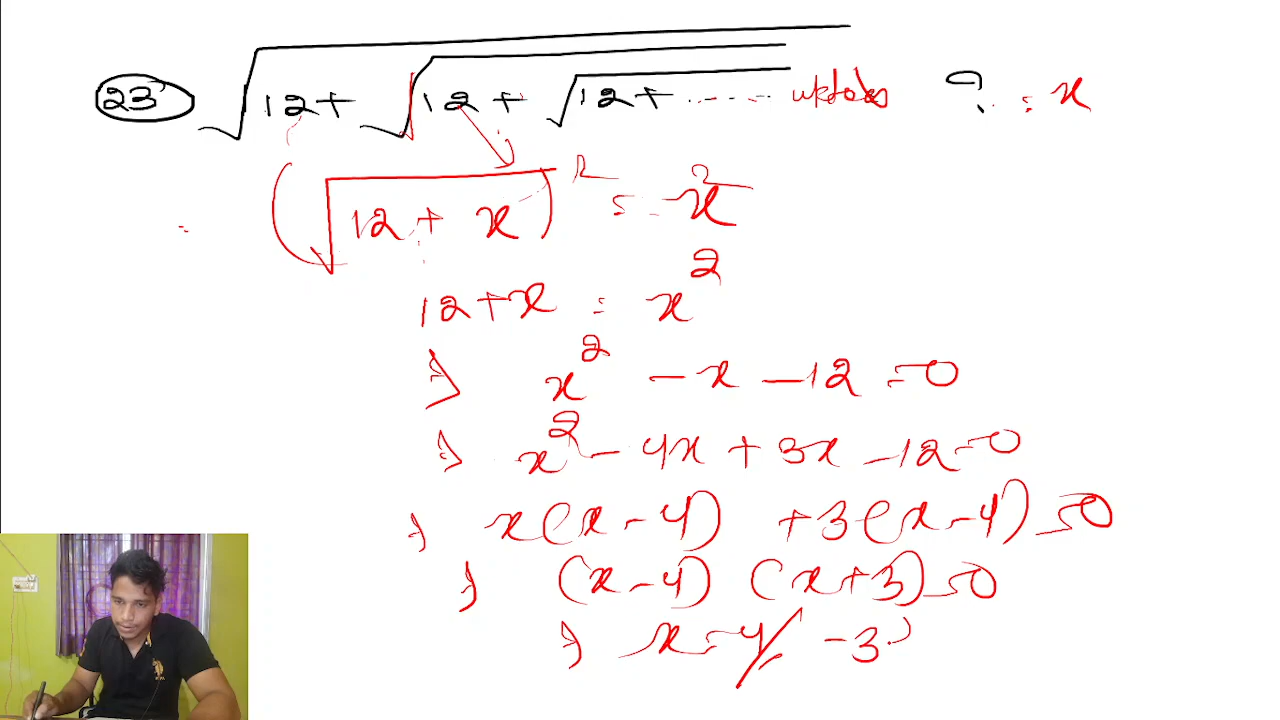 23 √12+ √12+ √12+ ........ ? = x
(√12 + x)² = x²
12+x = x²
⇒ x² - x - 12 = 0
⇒ x² - 4x + 3x - 12 = 0
⇒ x(x-4) + 3(x-4) = 0
⇒ (x-4) (x+3) = 0
⇒ x = 4, -3